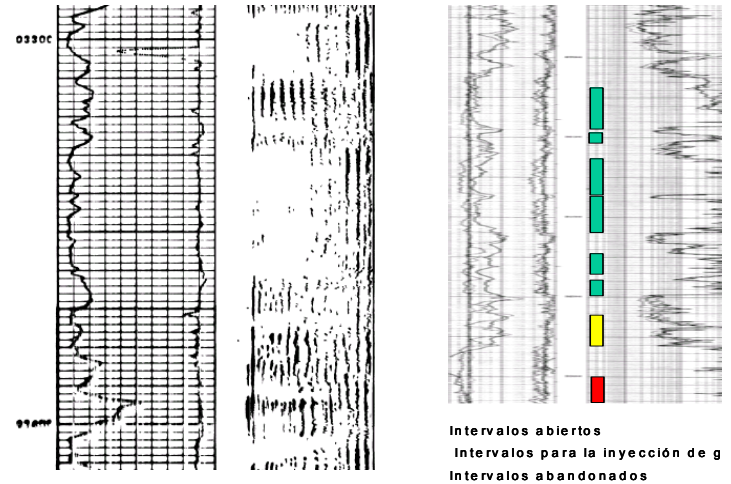 03300
Intervalos abiertos
Intervalos para la inyección de g
Intervalos abandonados